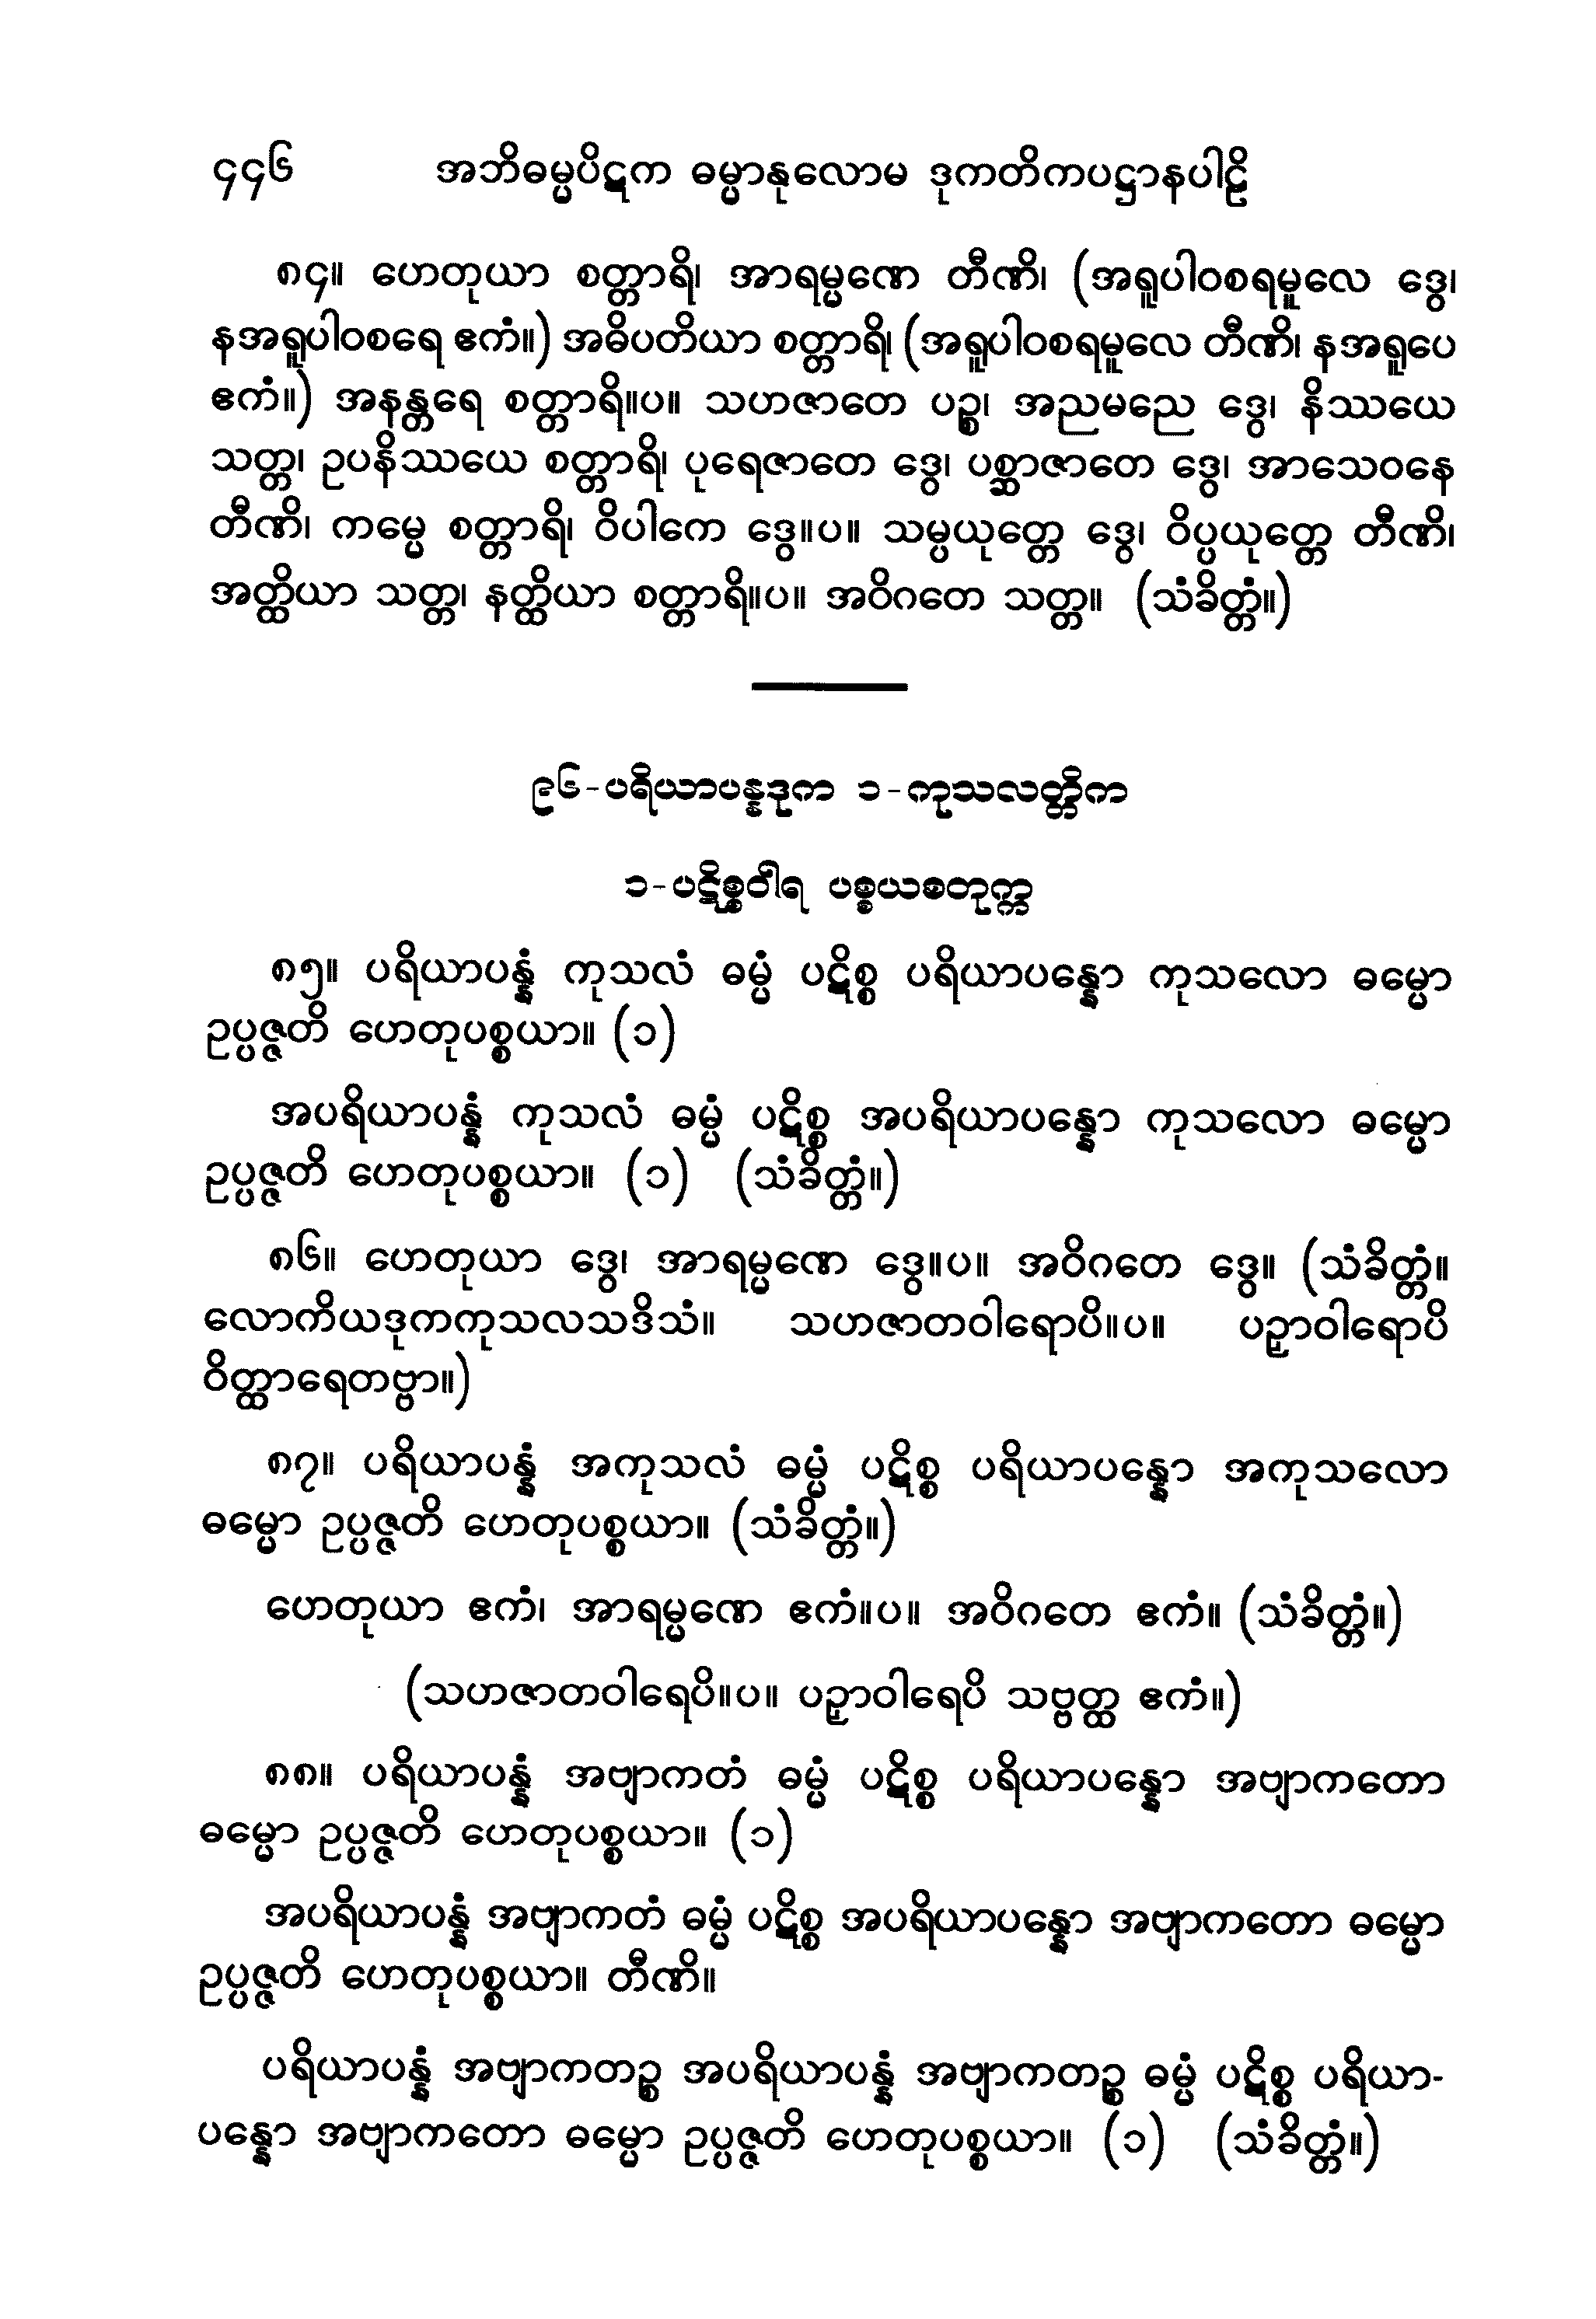 ၄၄၆ အဘိဓမ္မပိဋက ဓမ္မာနုလောမ ဒုကတိကပဋ္ဌာနပါဠိ
၈၄။ ဟေတုယာ စတ္တာရိ၊ အာရမ္မဏေ တီဏိ၊ (အရူပါဝစရမူလေ ဒွေ၊
နအရူပါဝစရေ ဧကံ။) အဓိပတိယာ စတ္တာရိ၊ (အရူပါဝစရမူလေ တီဏိ၊ နအရူပေ
ဧကံ။) အနန္တရေ စတ္တာရိ။ပ။ သဟဇာတေ ပဉ္စ၊ အညမညေ ဒွေ၊ နိဿယေ
သတ္တ၊ ဥပနိဿယေ စတ္တာရိ၊ ပုရေဇာတေ ဒွေ၊ ပစ္ဆာဇာတေ ဒွေ၊ အာသေဝနေ
တီဏိ၊ ကမ္မေ စတ္တာရိ၊ ဝိပါကေ ဒွေ။ပ။ သမ္ပယုတ္တေ ဒွေ၊ ဝိပ္ပယုတ္တေ တီဏိ၊
အတ္ထိယာ သတ္တ၊ နတ္ထိယာ စတ္တာရိ။ပ။ အဝိဂတေ သတ္တ။ (သံခိတ္တံ။)
၉၆-ပရိယာပန္နဒုက ၁-ကုသလတ္တိက
၁-ပဋိစ္စဝါရ ပစ္စယစတုက္က
၈၅။ ပရိယာပန္နံ ကုသလံ ဓမ္မံ ပဋိစ္စ ပရိယာပန္နော ကုသလော ဓမ္မော
ဥပ္ပဇ္ဇတိ ဟေတုပစ္စယာ။ (၁)
အပရိယာပန္နံ ကုသလံ ဓမ္မံ ပဋိစ္စ အပရိယာပန္နော ကုသလော ဓမ္မော
ဥပ္ပဇ္ဇတိ ဟေတုပစ္စယာ။ (၁) (သံခိတ္တံ။)
၈၆။ ဟေတုယာ ဒွေ၊ အာရမ္မဏေ ဒွေ။ပ။ အဝိဂတေ ဒွေ။ (သံခိတ္တံ။
လောကိယဒုကကုသလသဒိသံ။ သဟဇာတဝါရောပိ။ပ။ ပဉှာဝါရောပိ
ဝိတ္ထာရေတဗ္ဗာ။)
၈၇။ ပရိယာပန္နံ အကုသလံ ဓမ္မံ ပဋိစ္စ ပရိယာပန္နော အကုသလော
ဓမ္မော ဥပ္ပဇ္ဇတိ ဟေတုပစ္စယာ။ (သံခိတ္တံ။)
ဟေတုယာ ဧကံ၊ အာရမ္မဏေ ဧကံ။ပ။ အဝိဂတေ ဧကံ။ (သံခိတ္တံ။)
(သဟဇာတဝါရေပိ။ပ။ ပဉှာဝါရေပိ သဗ္ဗတ္ထ ဧကံ။)
၈၈။ ပရိယာပန္နံ အဗျာကတံ ဓမ္မံ ပဋိစ္စ ပရိယာပန္နော အဗျာကတော
ဓမ္မော ဥပ္ပဇ္ဇတိ ဟေတုပစ္စယာ။ (၁)
အပရိယာပန္နံ အဗျာကတံ ဓမ္မံ ပဋိစ္စ အပရိယာပန္နော အဗျာကတော ဓမ္မော
ဥပ္ပဇ္ဇတိ ဟေတုပစ္စယာ။ တီဏိ။
ပရိယာပန္နံ အဗျာကတဉ္စ အပရိယာပန္နံ အဗျာကတဉ္စ ဓမ္မံ ပဋိစ္စ ပရိယာ-
ပန္နော အဗျာကတော ဓမ္မော ဥပ္ပဇ္ဇတိ ဟေတုပစ္စယာ။ (၁) (သံခိတ္တံ။)